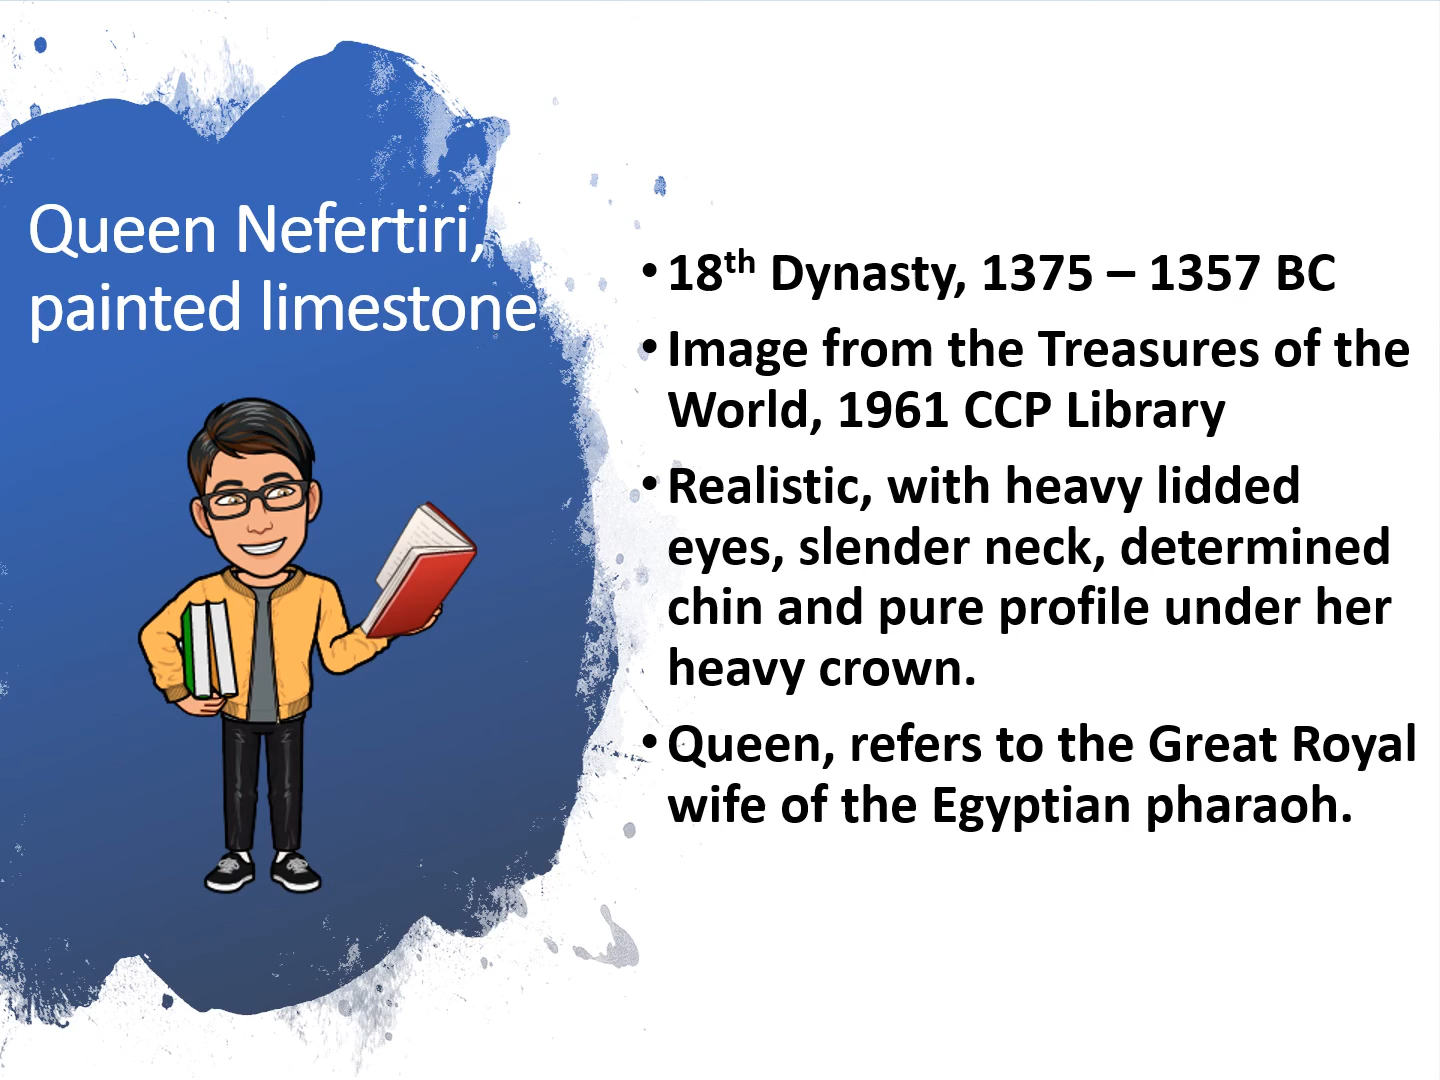 Queen Nefertiri,
painted limestone
• 18th Dynasty, 1375 – 1357 BC
• Image from the Treasures of the
World, 1961 CCP Library
• Realistic, with heavy lidded
eyes, slender neck, determined
chin and pure profile under her
heavy crown.
• Queen, refers to the Great Royal
wife of the Egyptian pharaoh.